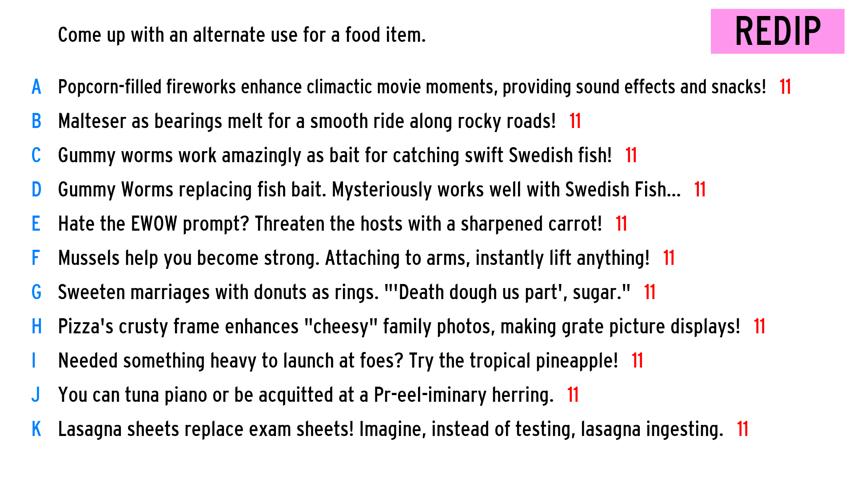 Come up with an alternate use for a food item.
REDIP
A Popcorn-filled fireworks enhance climactic movie moments, providing sound effects and snacks! 11
B Malteser as bearings melt for a smooth ride along rocky roads! 11
C Gummy worms work amazingly as bait for catching swift Swedish fish! 11
D Gummy Worms replacing fish bait. Mysteriously works well with Swedish Fish... 11
E Hate the EWOW prompt? Threaten the hosts with a sharpened carrot! 11
F Mussels help you become strong. Attaching to arms, instantly lift anything! 11
G Sweeten marriages with donuts as rings. "'Death dough us part', sugar." 11
H Pizza's crusty frame enhances "cheesy" family photos, making grate picture displays! 11
I Needed something heavy to launch at foes? Try the tropical pineapple! 11
J You can tuna piano or be acquitted at a Pr-eel-iminary herring. 11
K Lasagna sheets replace exam sheets! Imagine, instead of testing, lasagna ingesting. 11